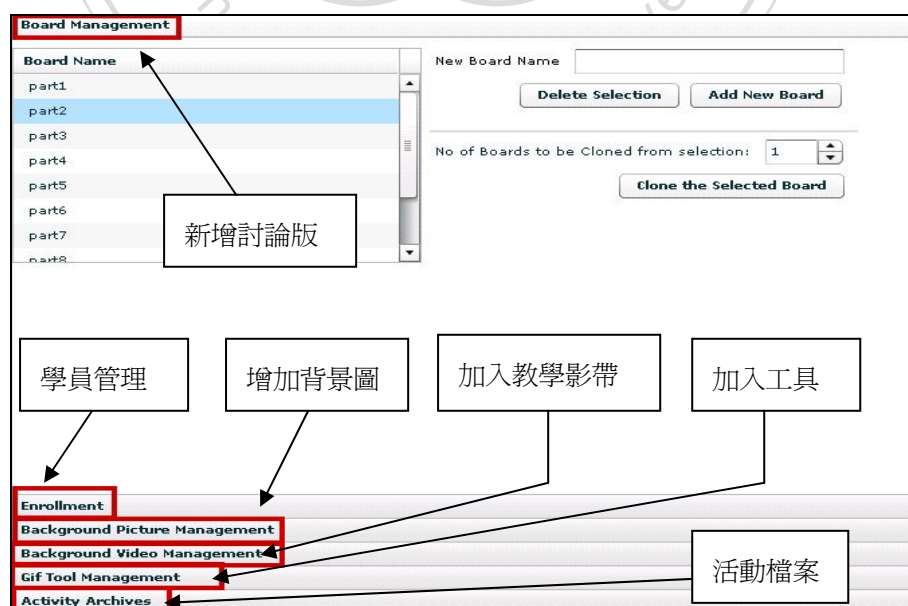 Board Management
Board Name
part1
part2
part3
part4
part5
part6
part7
part8
New Board Name
Delete Selection
Add New Board
No of Boards to be Cloned from selection: 1
Clone the Selected Board
新增討論版
學員管理
增加背景圖
加入教學影帶
加入工具
Enrollment
Background Picture Management
Background Video Management
Gif Tool Management
活動檔案
Activity Archives